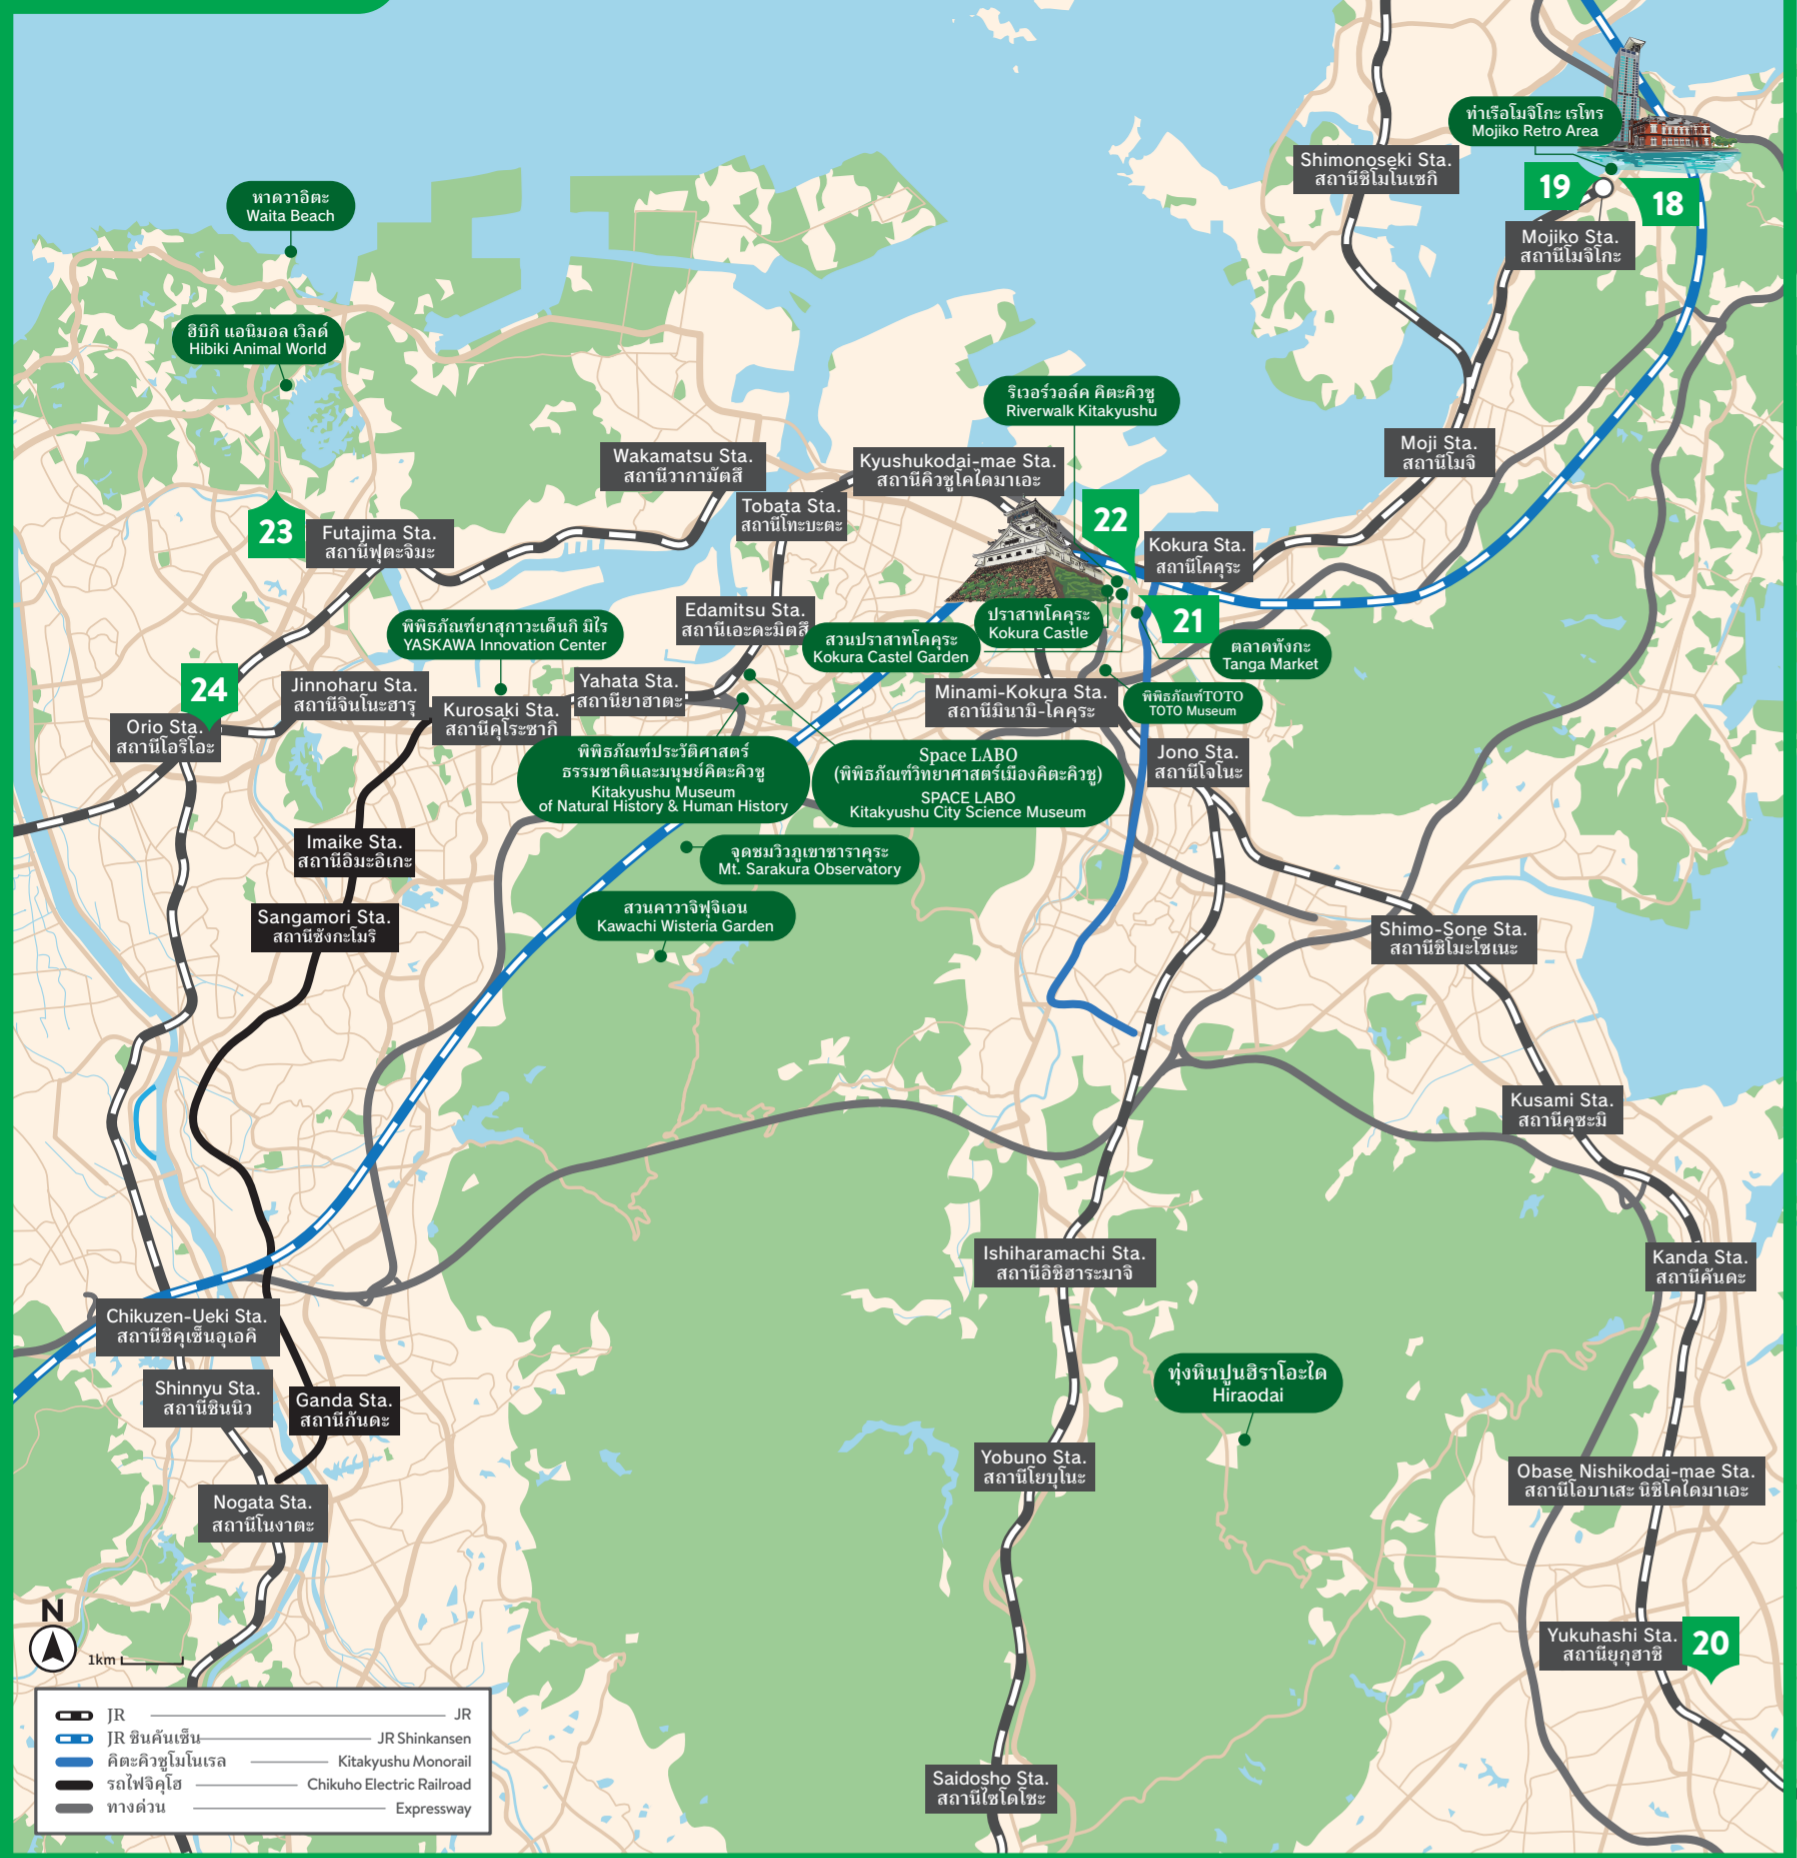 ท่าเรือโมจิโกะ เรโทร
Mojiko Retro Area
Shimonoseki Sta.
สถานีชิโมโนเซกิ
19
18
Mojiko Sta.
สถานีโมจิโกะ
หาดวาอิตะ
Waita Beach
ฮิบิกิ แอนิมอล เวิลด์
Hibiki Animal World
ริเวอร์วอล์ค คิตะคิวชู
Riverwalk Kitakyushu
Moji Sta.
สถานีโมจิ
Wakamatsu Sta.
สถานีวากามัตสึ
Kyushukodai-mae Sta.
สถานีคิวชูโคไดมาเอะ
Tobata Sta.
สถานีโทะบะตะ
22
23
Futajima Sta.
สถานีฟุตะจิมะ
Kokura Sta.
สถานีโคคุระ
Edamitsu Sta.
สถานีเอะดะมิตสึ
พิพิธภัณฑ์ยาสุกาวะเด็นกิ มิไร
YASKAWA Innovation Center
ปราสาทโคคุระ
Kokura Castle
21
สวนปราสาทโคคุระ
Kokura Castel Garden
ตลาดทังกะ
Tanga Market
24
Jinnoharu Sta.
สถานีจินโนะฮารุ
Yahata Sta.
สถานียาฮาตะ
Kurosaki Sta.
สถานีคุโระซากิ
Minami-Kokura Sta.
สถานีมินามิ-โคคุระ
พิพิธภัณฑ์TOTO
TOTO Museum
Orio Sta.
สถานีโอริโอะ
พิพิธภัณฑ์ประวัติศาสตร์
ธรรมชาติและมนุษย์คิตะคิวชู
Kitakyushu Museum
of Natural History & Human History
Space LABO
(พิพิธภัณฑ์วิทยาศาสตร์เมืองคิตะคิวชู)
SPACE LABO
Kitakyushu City Science Museum
Jono Sta.
สถานีโจโนะ
Imaike Sta.
สถานีอิมะอิเกะ
จุดชมวิวภูเขาซาราคุระ
Mt. Sarakura Observatory
Sangamori Sta.
สถานีซังกะโมริ
สวนคาวาจิฟุจิเอน
Kawachi Wisteria Garden
Shimo-Sone Sta.
สถานีชิโมะโซเนะ
Kusami Sta.
สถานีคุซะมิ
Ishiharamachi Sta.
สถานีอิชิฮาระมาจิ
Kanda Sta.
สถานีคันดะ
Chikuzen-Ueki Sta.
สถานีชิคุเซ็นอุเอคิ
Shinnyu Sta.
สถานีชินนิว
Ganda Sta.
สถานีกันดะ
ทุ่งหินปูนฮิราโอะได
Hiraodai
Yobuno Sta.
สถานีโยบุโนะ
Obase Nishikodai-mae Sta.
สถานีโอบาเสะ นิชิโคไดมาเอะ
Nogata Sta.
สถานีโนงาตะ
Yukuhashi Sta.
สถานียุกุฮาชิ
20
N
1km
Saidosho Sta.
สถานีไซโดโชะ
JR JR
JR ชินคันเซ็น JR Shinkansen
คิตะคิวชูโมโนเรล Kitakyushu Monorail
รถไฟจิคุโฮ Chikuho Electric Railroad
ทางด่วน Expressway